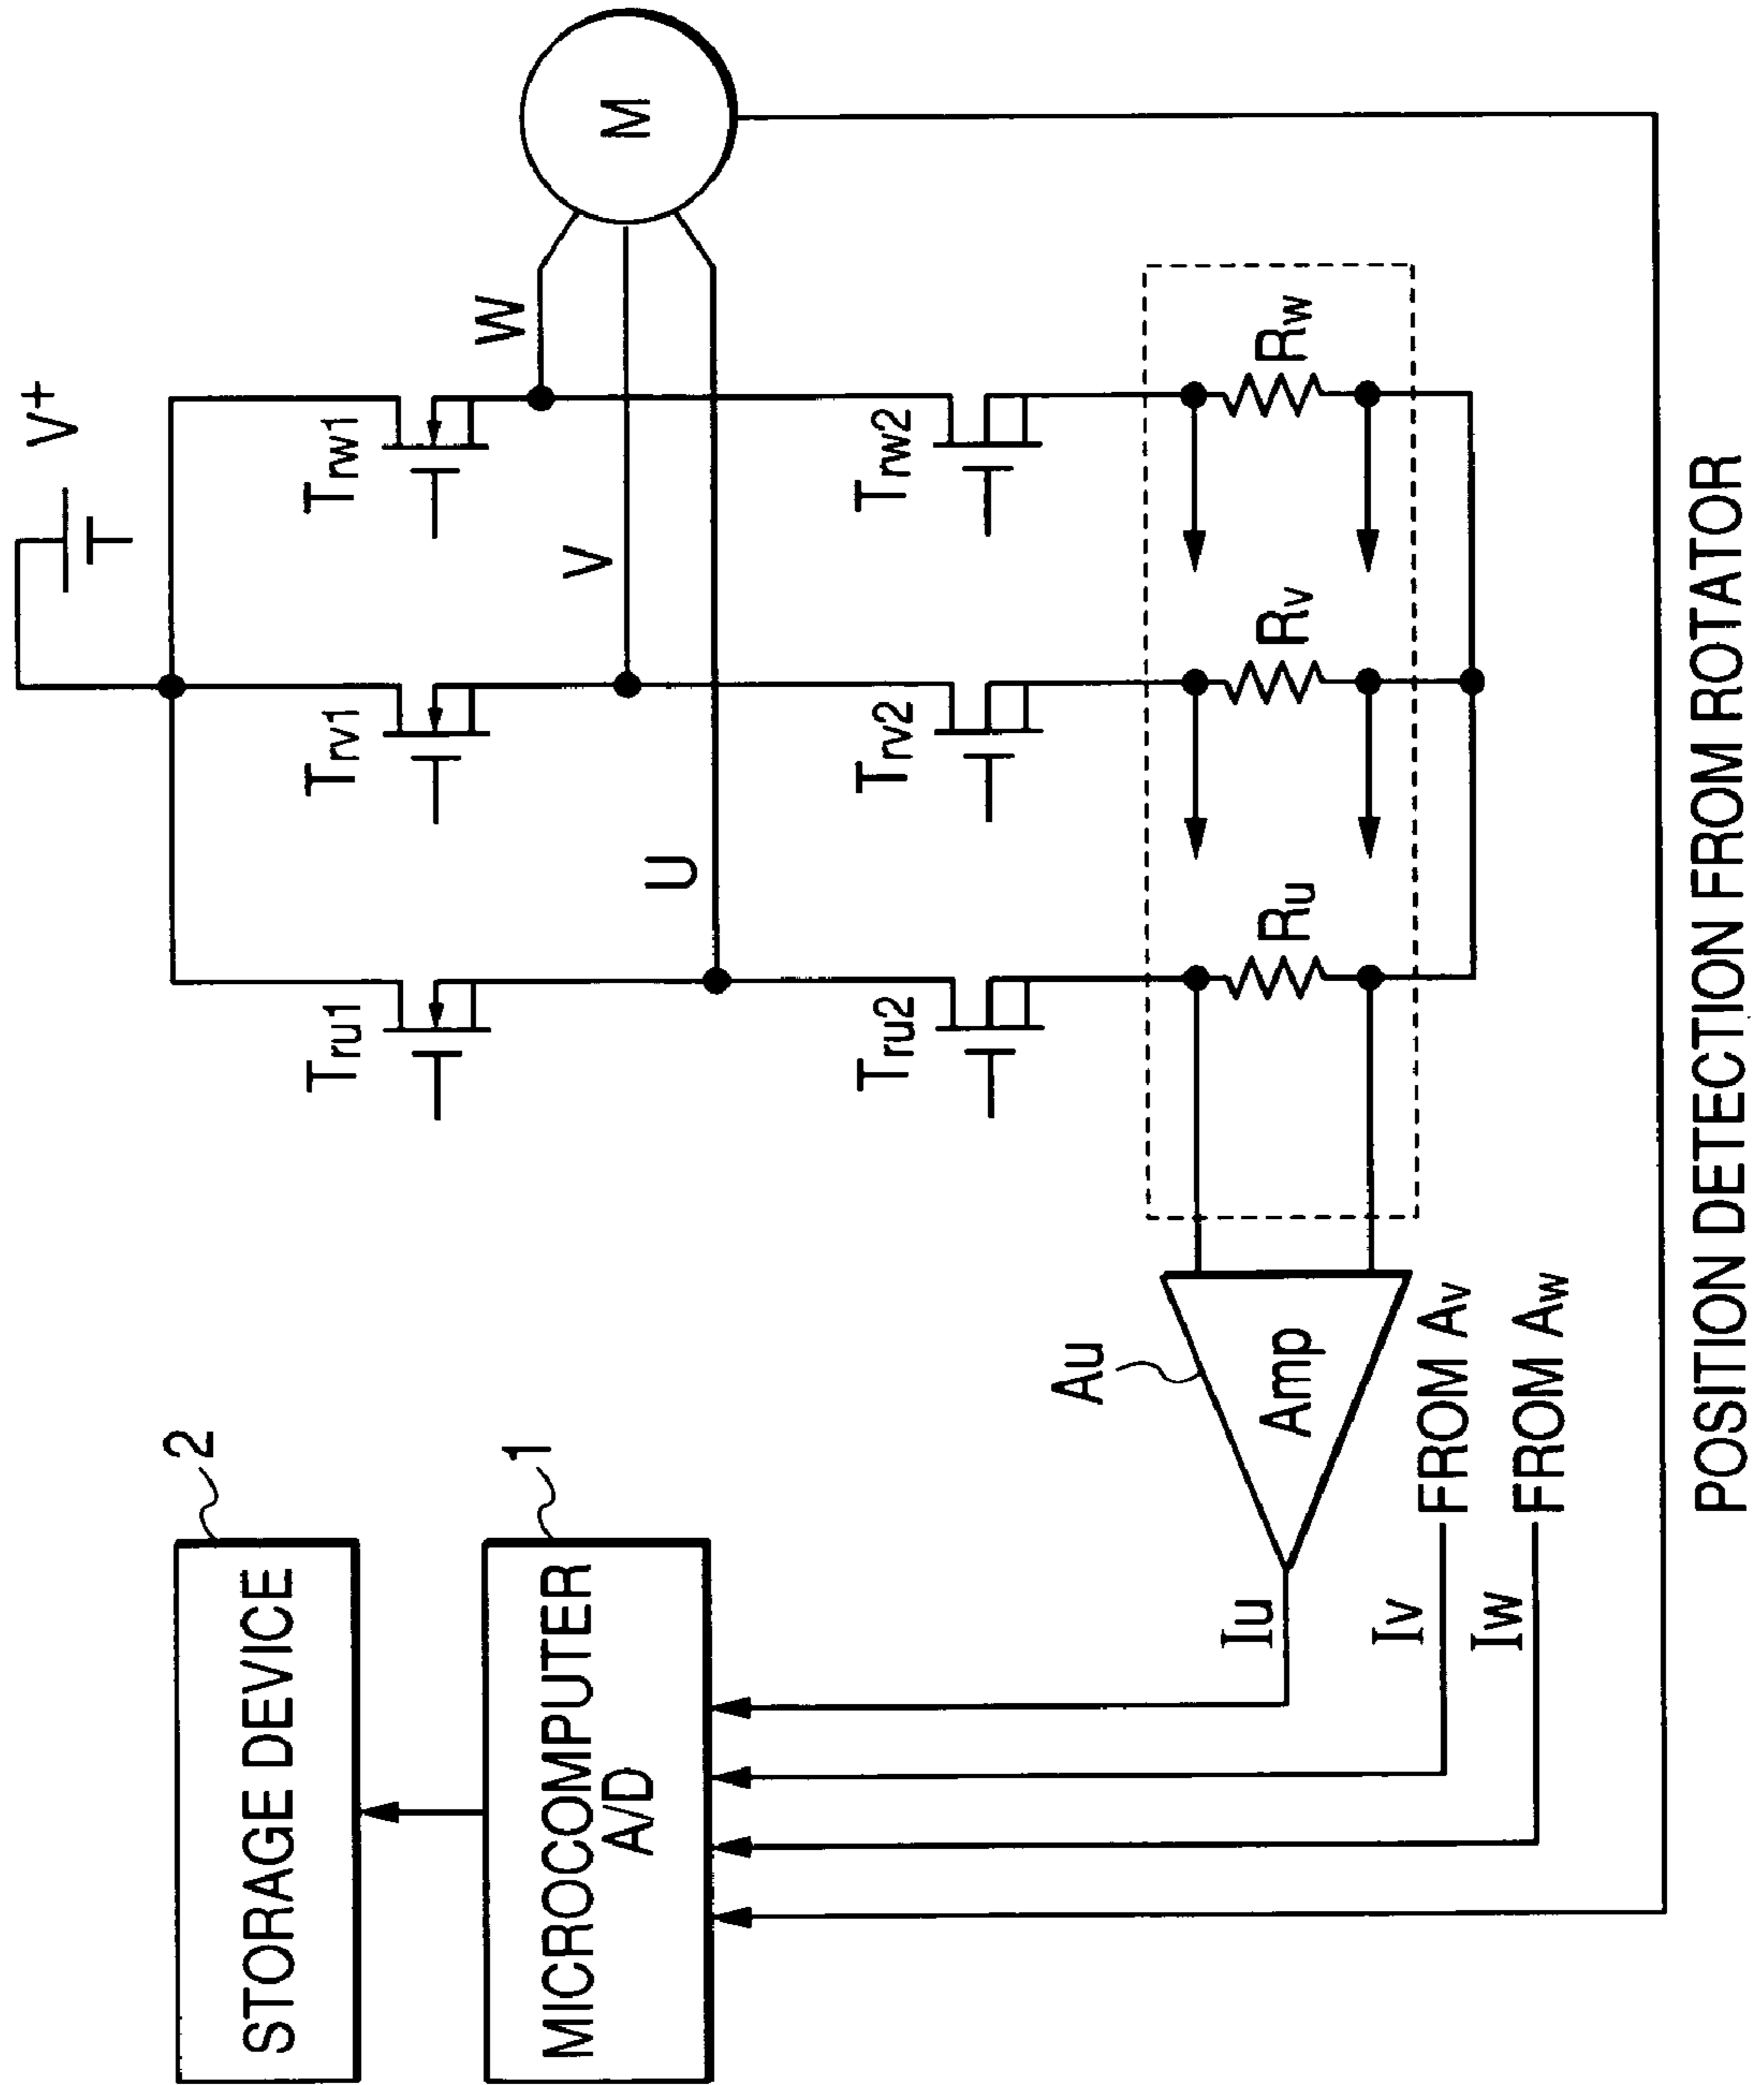 2
STORAGE DEVICE
1
MICROCOMPUTER
A/D
V+
Tru1
Trv1
Trw1
U
V
W
M
Tru2
Trv2
Trw2
Ru
Rv
Rw
Au
Amp
Iu
Iv
FROM Av
Iw
FROM Aw
POSITION DETECTION FROM ROTATOR